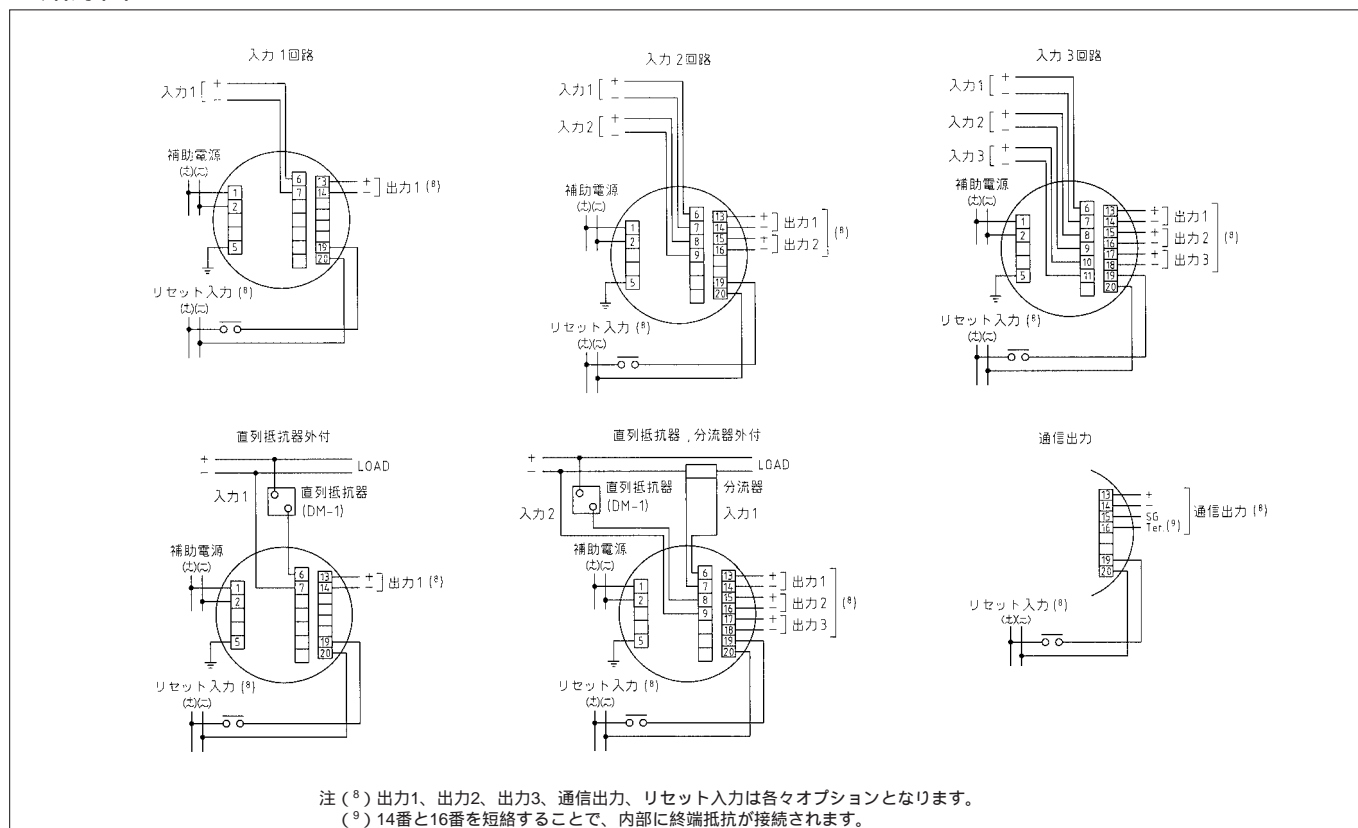 入力 1回路
入力1 [ +
−
補助電源
(±)(∓)
1
2
5
6
7
13
14
19
20
+
−
] 出力1 (⁸)
リセット入力 (⁸)
入力 2回路
入力1 [ +
−
入力2 [ +
−
補助電源
1
2
5
6
7
8
9
13
14
15
16
19
20
+
−
] 出力1
+
−
] 出力2
(⁸)
リセット入力 (⁸)
入力 3回路
入力1 [ +
−
入力2 [ +
−
入力3 [ +
−
補助電源
1
2
5
6
7
8
9
10
11
13
14
15
16
17
18
19
20
+
−
] 出力1
+
−
] 出力2
+
−
] 出力3
(⁸)
リセット入力 (⁸)
直列抵抗器外付
+
−
LOAD
入力1
直列抵抗器
(DM-1)
補助電源
1
2
5
6
7
13
14
19
20
+
−
] 出力1 (⁸)
リセット入力 (⁸)
直列抵抗器 , 分流器外付
+
−
LOAD
直列抵抗器
(DM-1)
分流器
入力2
入力1
補助電源
1
2
5
6
7
8
9
13
14
15
16
17
18
19
20
+
−
] 出力1
+
−
] 出力2
+
−
] 出力3
(⁸)
リセット入力 (⁸)
通信出力
13
14
15
16
19
20
+
−
SG
Ter.(⁹)
通信出力 (⁸)
リセット入力 (⁸)
注 (⁸) 出力1、出力2、出力3、通信出力、リセット入力は各々オプションとなります。
(⁹) 14番と16番を短絡することで、内部に終端抵抗が接続されます。